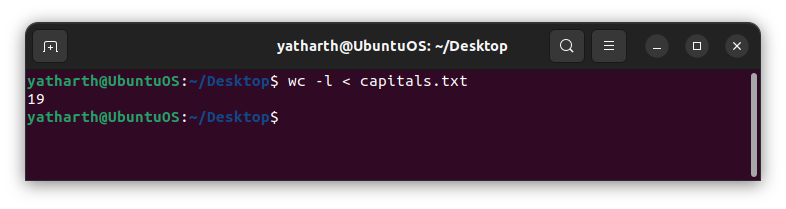 yatharth@UbuntuOS: ~/Desktop
yatharth@UbuntuOS:~/Desktop$ wc -l < capitals.txt
19
yatharth@UbuntuOS:~/Desktop$